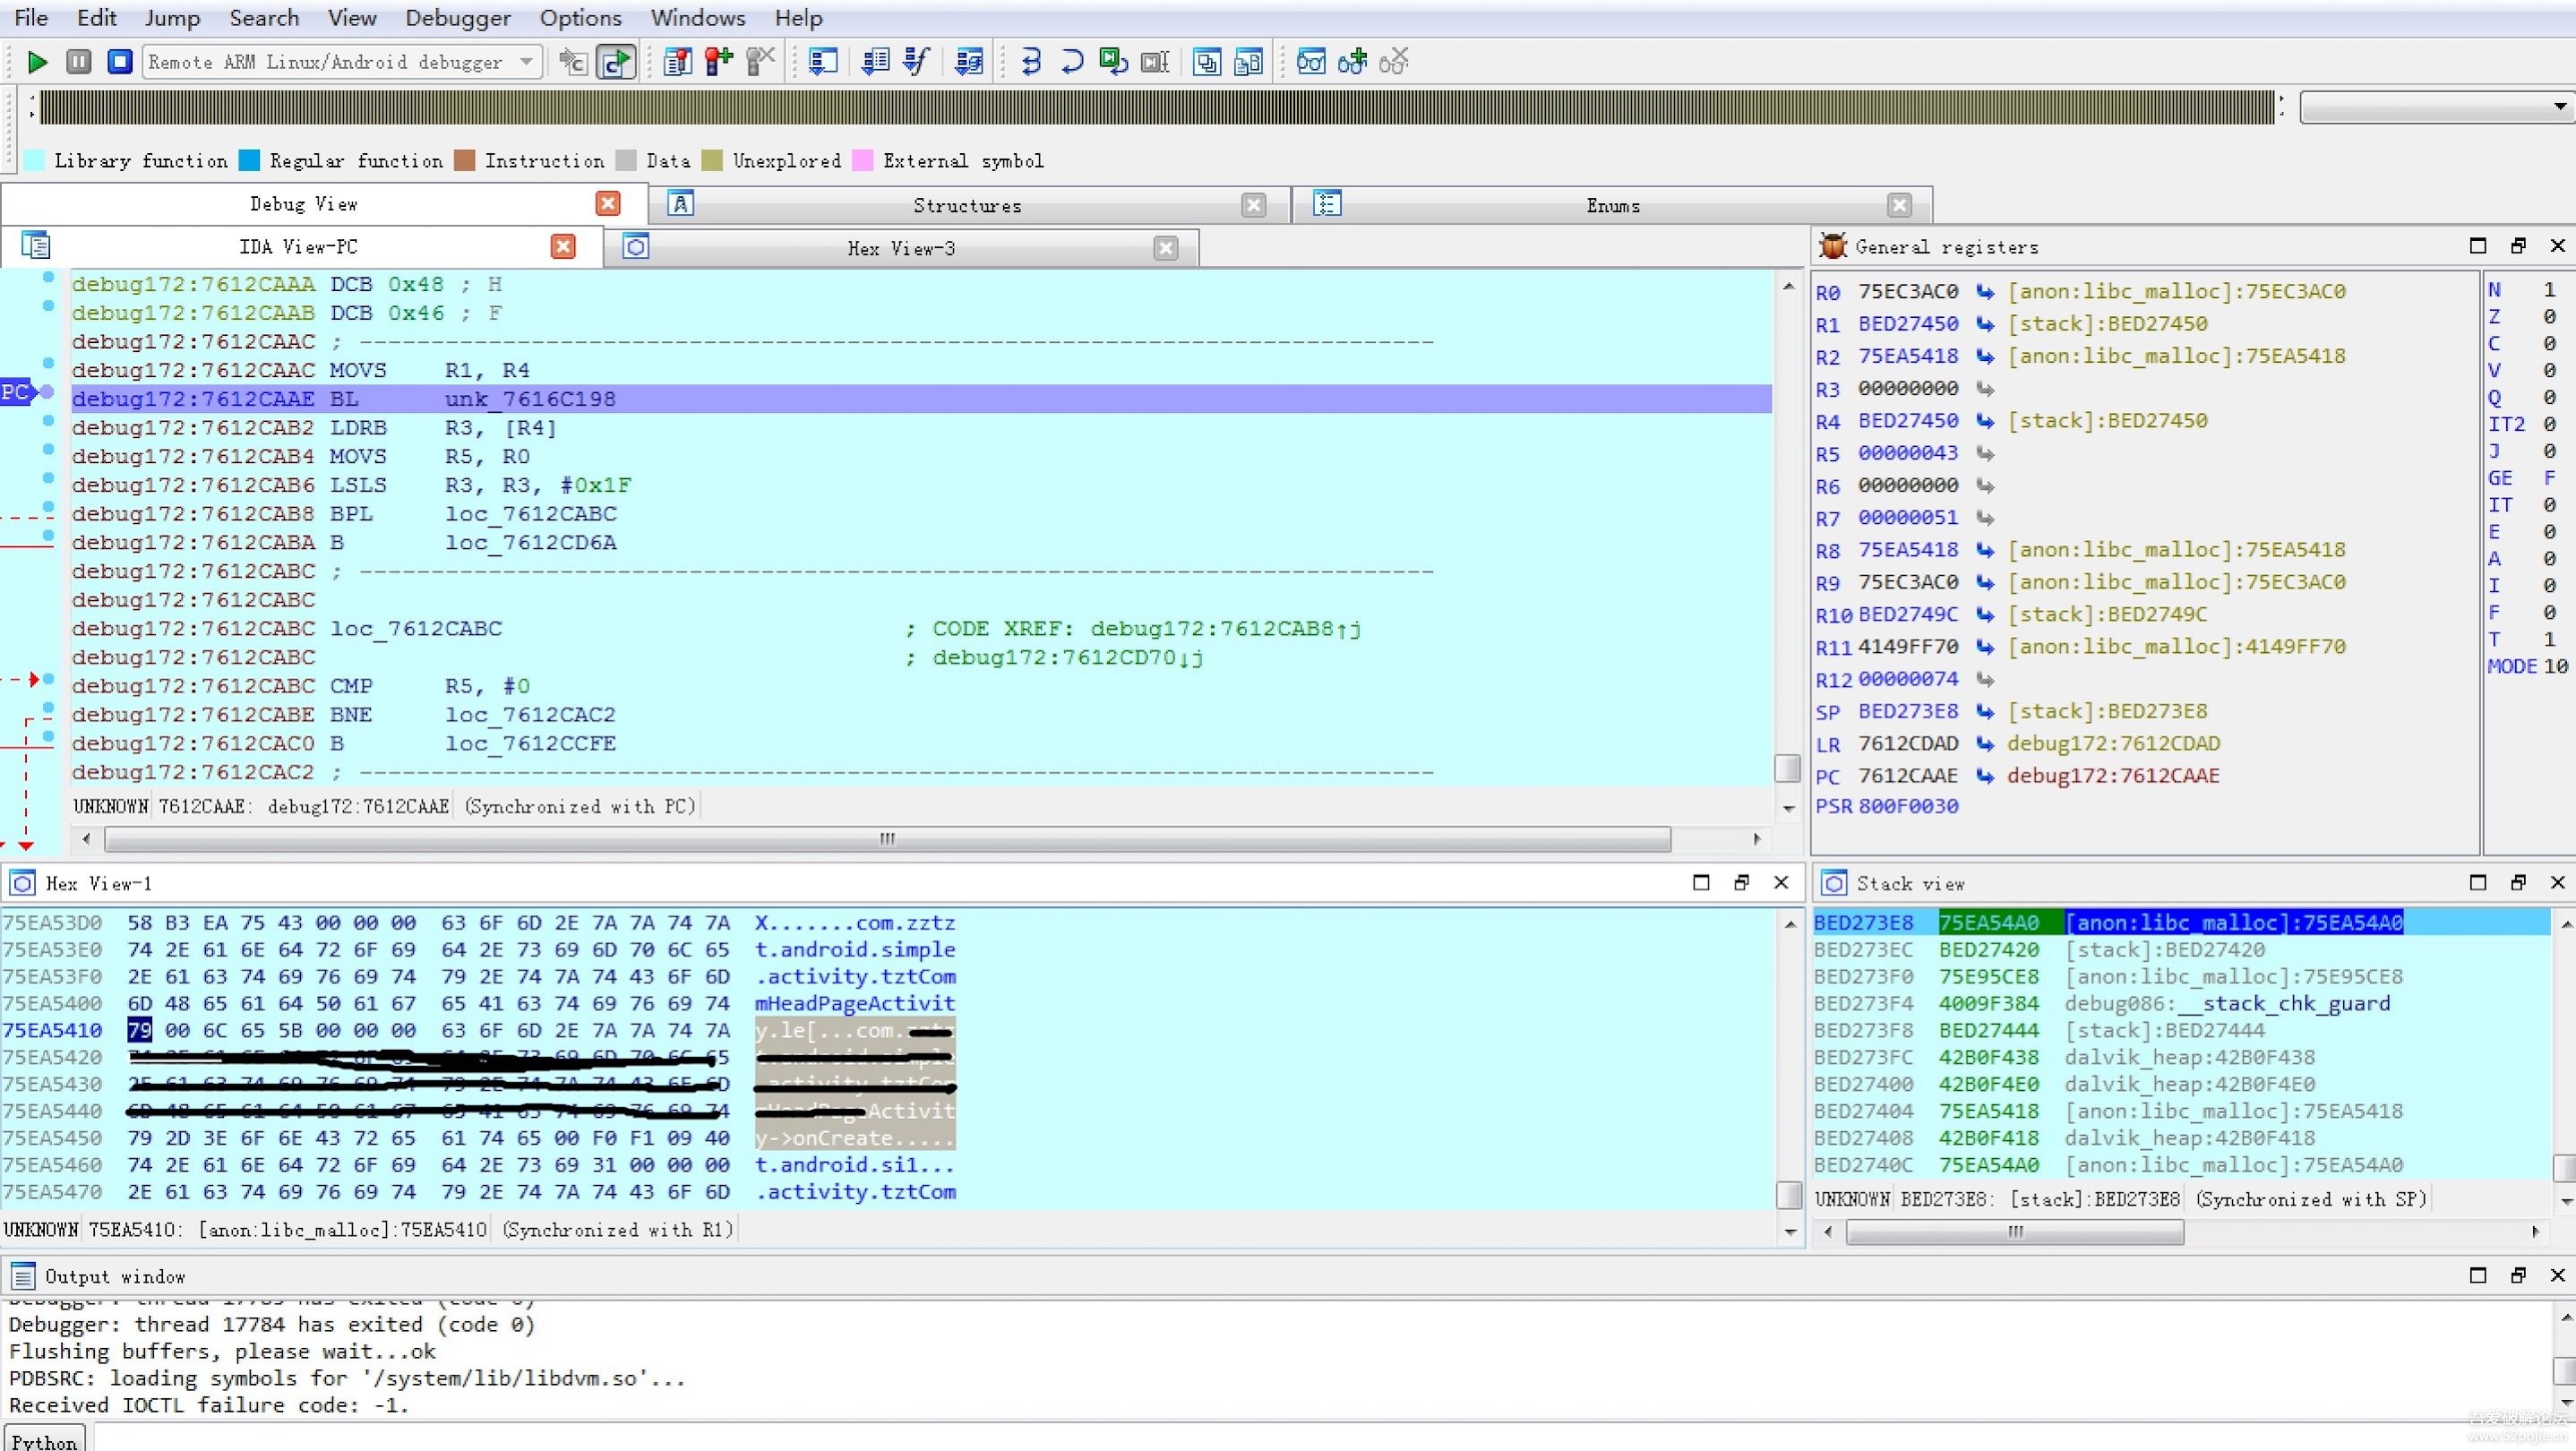 File Edit Jump Search View Debugger Options Windows Help
Remote ARM Linux/Android debugger
Library function Regular function Instruction Data Unexplored External symbol
Debug View Structures Enums
IDA View-PC Hex View-3 General registers
debug172:7612CAAA DCB 0x48 ; H
debug172:7612CAAB DCB 0x46 ; F
debug172:7612CAAC ; ---------------------------------------------------------------------------
debug172:7612CAAC MOVS R1, R4
PC debug172:7612CAAE BL unk_7616C198
debug172:7612CAB2 LDRB R3, [R4]
debug172:7612CAB4 MOVS R5, R0
debug172:7612CAB6 LSLS R3, R3, #0x1F
debug172:7612CAB8 BPL loc_7612CABC
debug172:7612CABA B loc_7612CD6A
debug172:7612CABC ; ---------------------------------------------------------------------------
debug172:7612CABC
debug172:7612CABC loc_7612CABC ; CODE XREF: debug172:7612CAB8↑j
debug172:7612CABC ; debug172:7612CD70↓j
debug172:7612CABC CMP R5, #0
debug172:7612CABE BNE loc_7612CAC2
debug172:7612CAC0 B loc_7612CCFE
debug172:7612CAC2 ; ---------------------------------------------------------------------------
UNKNOWN 7612CAAE: debug172:7612CAAE (Synchronized with PC)
R0 75EC3AC0 [anon:libc_malloc]:75EC3AC0
R1 BED27450 [stack]:BED27450
R2 75EA5418 [anon:libc_malloc]:75EA5418
R3 00000000
R4 BED27450 [stack]:BED27450
R5 00000043
R6 00000000
R7 00000051
R8 75EA5418 [anon:libc_malloc]:75EA5418
R9 75EC3AC0 [anon:libc_malloc]:75EC3AC0
R10 BED2749C [stack]:BED2749C
R11 4149FF70 [anon:libc_malloc]:4149FF70
R12 00000074
SP BED273E8 [stack]:BED273E8
LR 7612CDAD debug172:7612CDAD
PC 7612CAAE debug172:7612CAAE
PSR 800F0030
N 1
Z 0
C 0
V 0
Q 0
IT2 0
J 0
GE F
IT 0
E 0
A 0
I 0
F 0
T 1
MODE 10
Hex View-1
75EA53D0 58 B3 EA 75 43 00 00 00 63 6F 6D 2E 7A 7A 74 7A X.......com.zztz
75EA53E0 74 2E 61 6E 64 72 6F 69 64 2E 73 69 6D 70 6C 65 t.android.simple
75EA53F0 2E 61 63 74 69 76 69 74 79 2E 74 7A 74 43 6F 6D .activity.tztCom
75EA5400 6D 48 65 61 64 50 61 67 65 41 63 74 69 76 69 74 mHeadPageActivit
75EA5410 79 00 6C 65 5B 00 00 00 63 6F 6D 2E 7A 7A 74 7A y.le[...com.
75EA5420
75EA5430
75EA5440 Activit
75EA5450 79 2D 3E 6F 6E 43 72 65 61 74 65 00 F0 F1 09 40 y->onCreate.....
75EA5460 74 2E 61 6E 64 72 6F 69 64 2E 73 69 31 00 00 00 t.android.si1...
75EA5470 2E 61 63 74 69 76 69 74 79 2E 74 7A 74 43 6F 6D .activity.tztCom
UNKNOWN 75EA5410: [anon:libc_malloc]:75EA5410 (Synchronized with R1)
Stack view
BED273E8 75EA54A0 [anon:libc_malloc]:75EA54A0
BED273EC BED27420 [stack]:BED27420
BED273F0 75E95CE8 [anon:libc_malloc]:75E95CE8
BED273F4 4009F384 debug086:__stack_chk_guard
BED273F8 BED27444 [stack]:BED27444
BED273FC 42B0F438 dalvik_heap:42B0F438
BED27400 42B0F4E0 dalvik_heap:42B0F4E0
BED27404 75EA5418 [anon:libc_malloc]:75EA5418
BED27408 42B0F418 dalvik_heap:42B0F418
BED2740C 75EA54A0 [anon:libc_malloc]:75EA54A0
UNKNOWN BED273E8: [stack]:BED273E8 (Synchronized with SP)
Output window
Debugger: thread 17784 has exited (code 0)
Flushing buffers, please wait...ok
PDBSRC: loading symbols for '/system/lib/libdvm.so'...
Received IOCTL failure code: -1.
Python
吾爱破解论坛
www.52pojie.cn